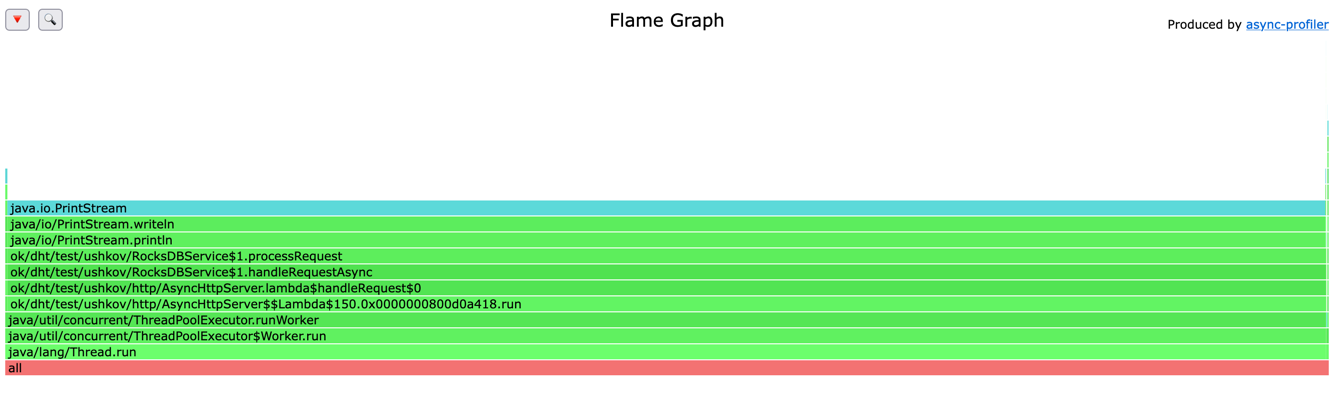 Flame Graph
Produced by async-profiler
java.io.PrintStream
java/io/PrintStream.writeln
java/io/PrintStream.println
ok/dht/test/ushkov/RocksDBService$1.processRequest
ok/dht/test/ushkov/RocksDBService$1.handleRequestAsync
ok/dht/test/ushkov/http/AsyncHttpServer.lambda$handleRequest$0
ok/dht/test/ushkov/http/AsyncHttpServer$$Lambda$150.0x0000000800d0a418.run
java/util/concurrent/ThreadPoolExecutor.runWorker
java/util/concurrent/ThreadPoolExecutor$Worker.run
java/lang/Thread.run
all